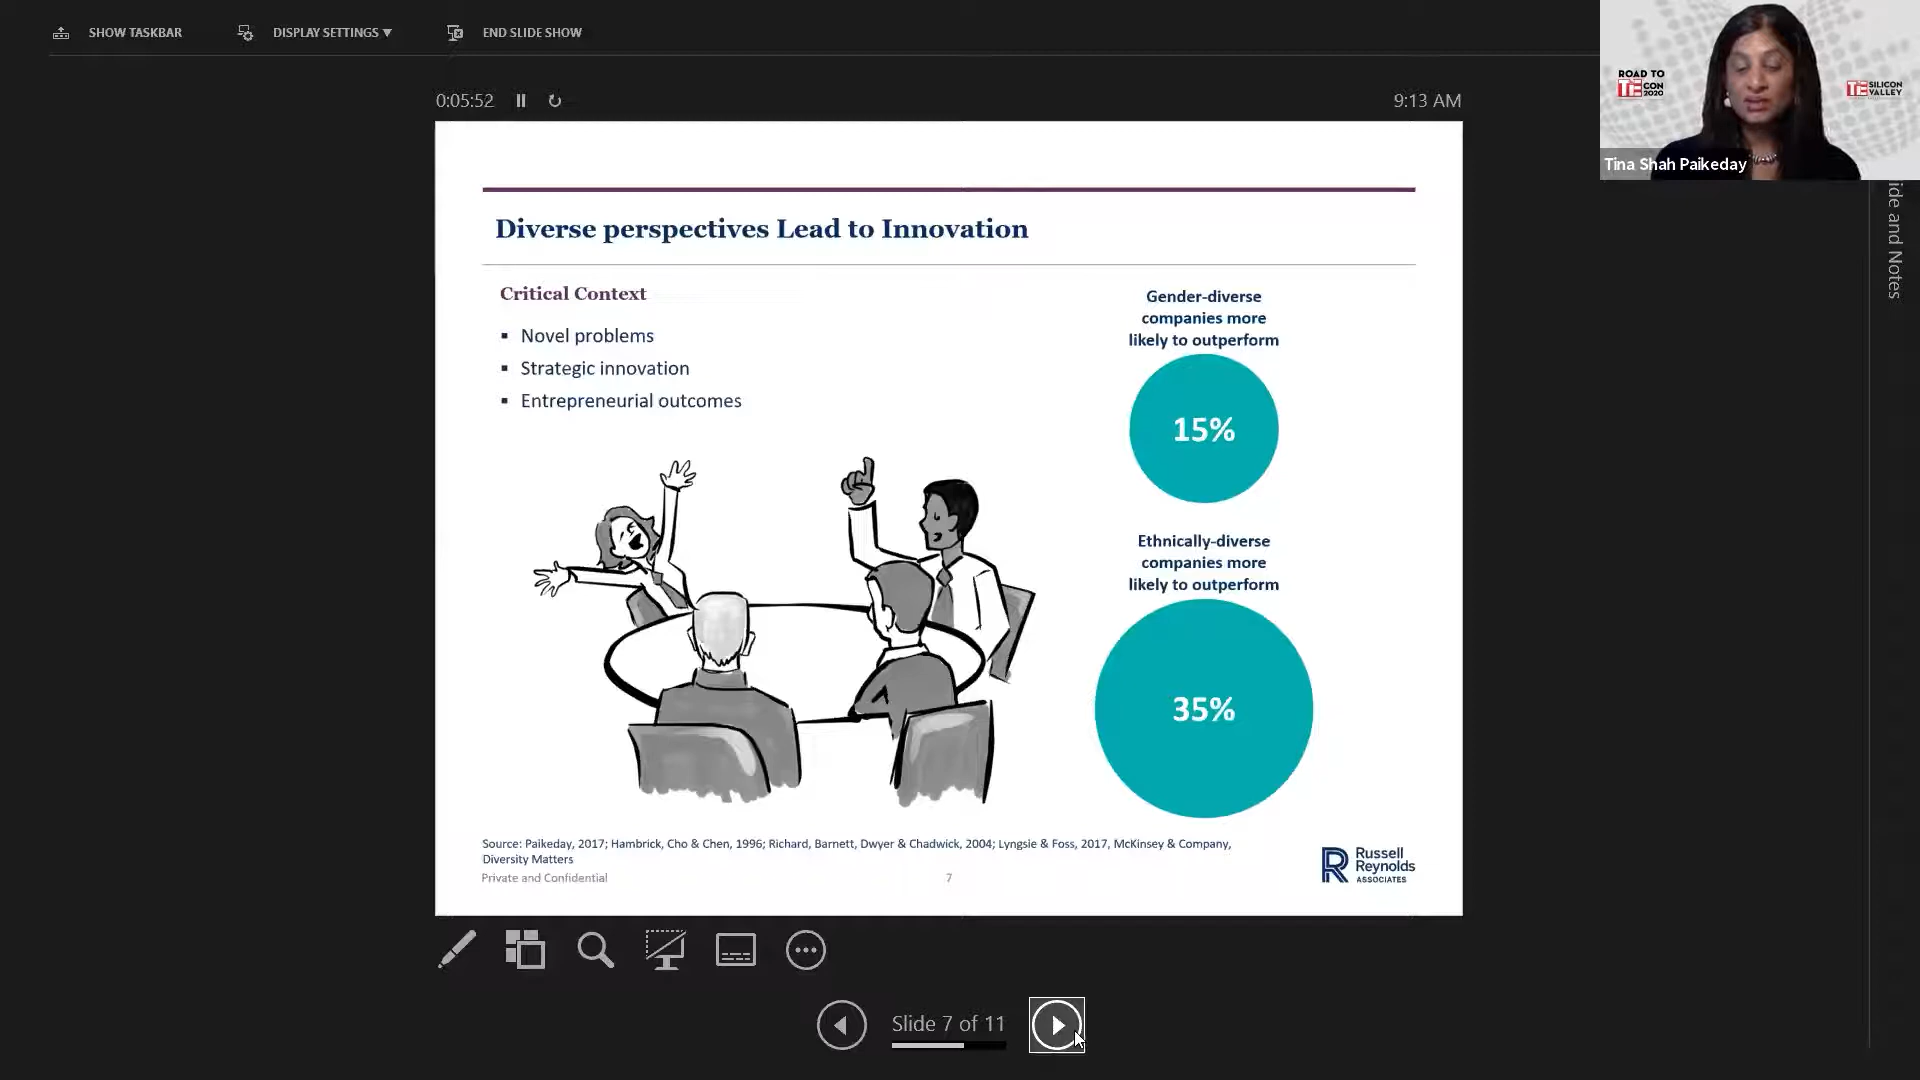 SHOW TASKBAR
DISPLAY SETTINGS ▼
END SLIDE SHOW
ROAD TO
TiE CON
2020
TiE SILICON
VALLEY
Tina Shah Paikeday
0:05:52
9:13 AM
ide and Notes
Diverse perspectives Lead to Innovation
Critical Context
▪ Novel problems
▪ Strategic innovation
▪ Entrepreneurial outcomes
Gender-diverse
companies more
likely to outperform
15%
Ethnically-diverse
companies more
likely to outperform
35%
Source: Paikeday, 2017; Hambrick, Cho & Chen, 1996; Richard, Barnett, Dwyer & Chadwick, 2004; Lyngsie & Foss, 2017, McKinsey & Company,
Diversity Matters
Private and Confidential
7
Russell
Reynolds
ASSOCIATES
Slide 7 of 11